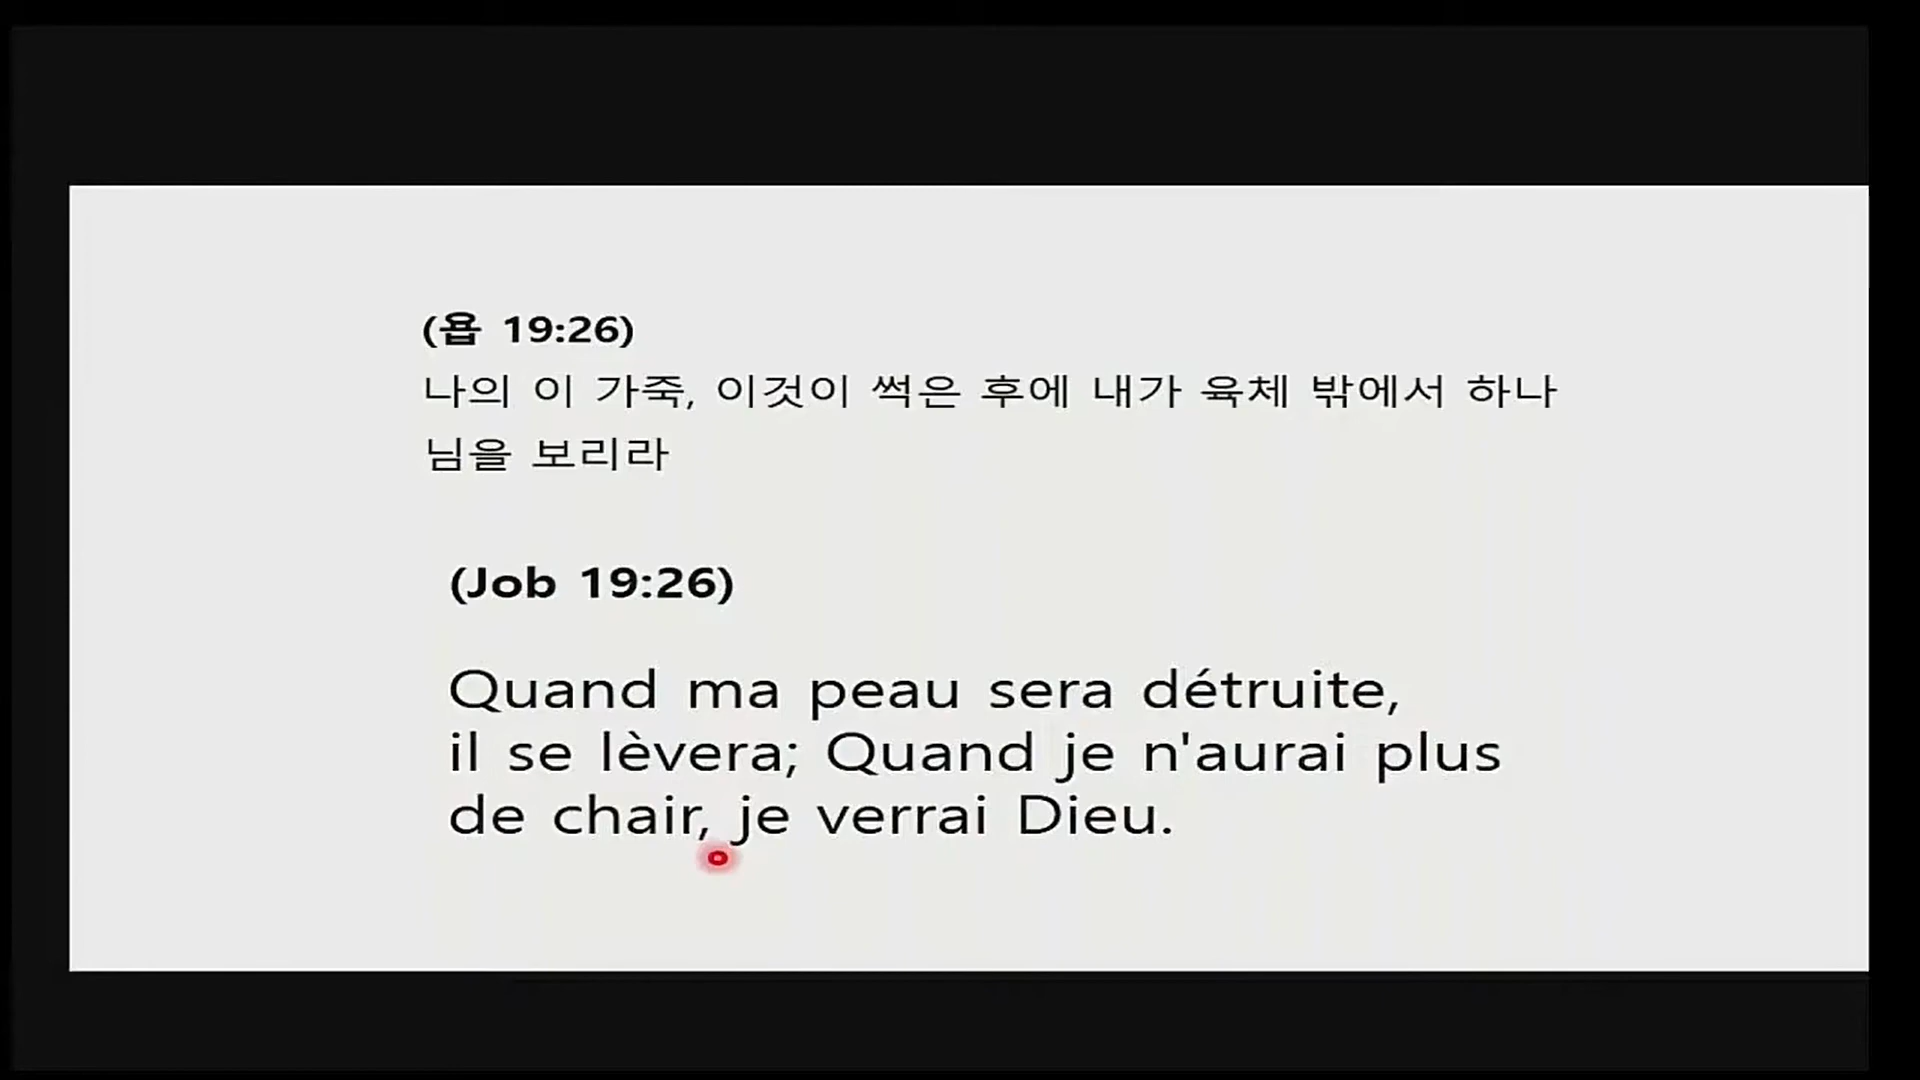 (욥 19:26)
나의 이 가죽, 이것이 썩은 후에 내가 육체 밖에서 하나
님을 보리라
(Job 19:26)
Quand ma peau sera détruite,
il se lèvera; Quand je n'aurai plus
de chair, je verrai Dieu.